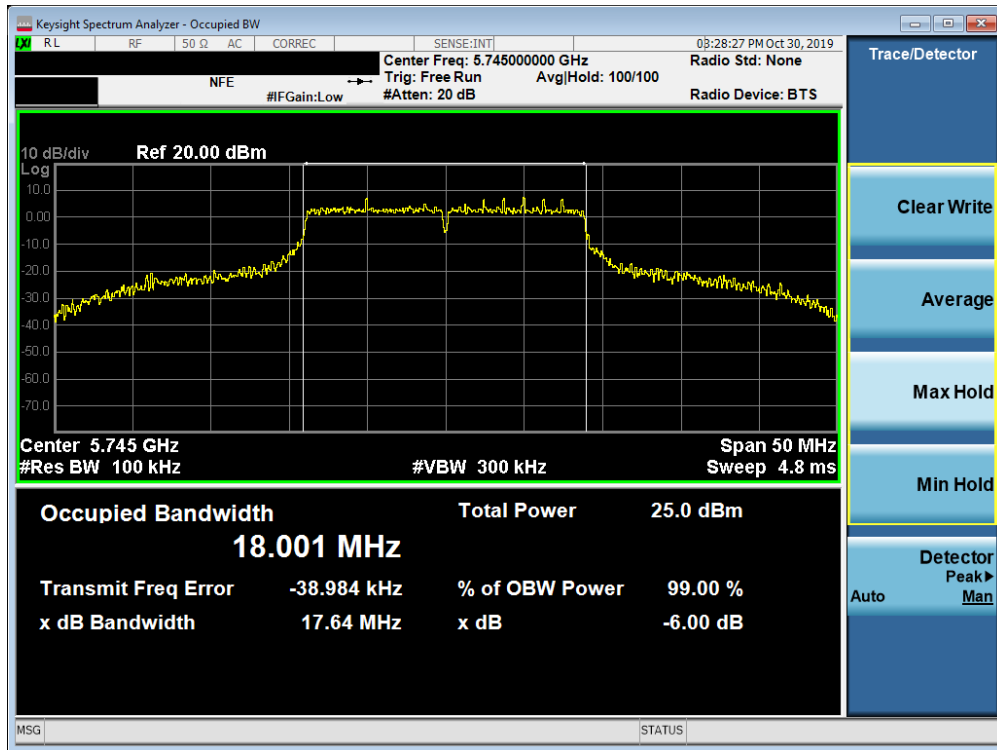 Keysight Spectrum Analyzer - Occupied BW
LXI RL RF 50 Ω AC CORREC SENSE:INT 03:28:27 PM Oct 30, 2019
Center Freq: 5.745000000 GHz Radio Std: None
NFE Trig: Free Run Avg|Hold: 100/100
#IFGain:Low #Atten: 20 dB Radio Device: BTS
10 dB/div Ref 20.00 dBm
Log
10.0
0.00
-10.0
-20.0
-30.0
-40.0
-50.0
-60.0
-70.0
Center 5.745 GHz Span 50 MHz
#Res BW 100 kHz #VBW 300 kHz Sweep 4.8 ms
Occupied Bandwidth Total Power 25.0 dBm
18.001 MHz
Transmit Freq Error -38.984 kHz % of OBW Power 99.00 %
x dB Bandwidth 17.64 MHz x dB -6.00 dB
Trace/Detector
Clear Write
Average
Max Hold
Min Hold
Detector
Peak▶
Auto Man
MSG STATUS